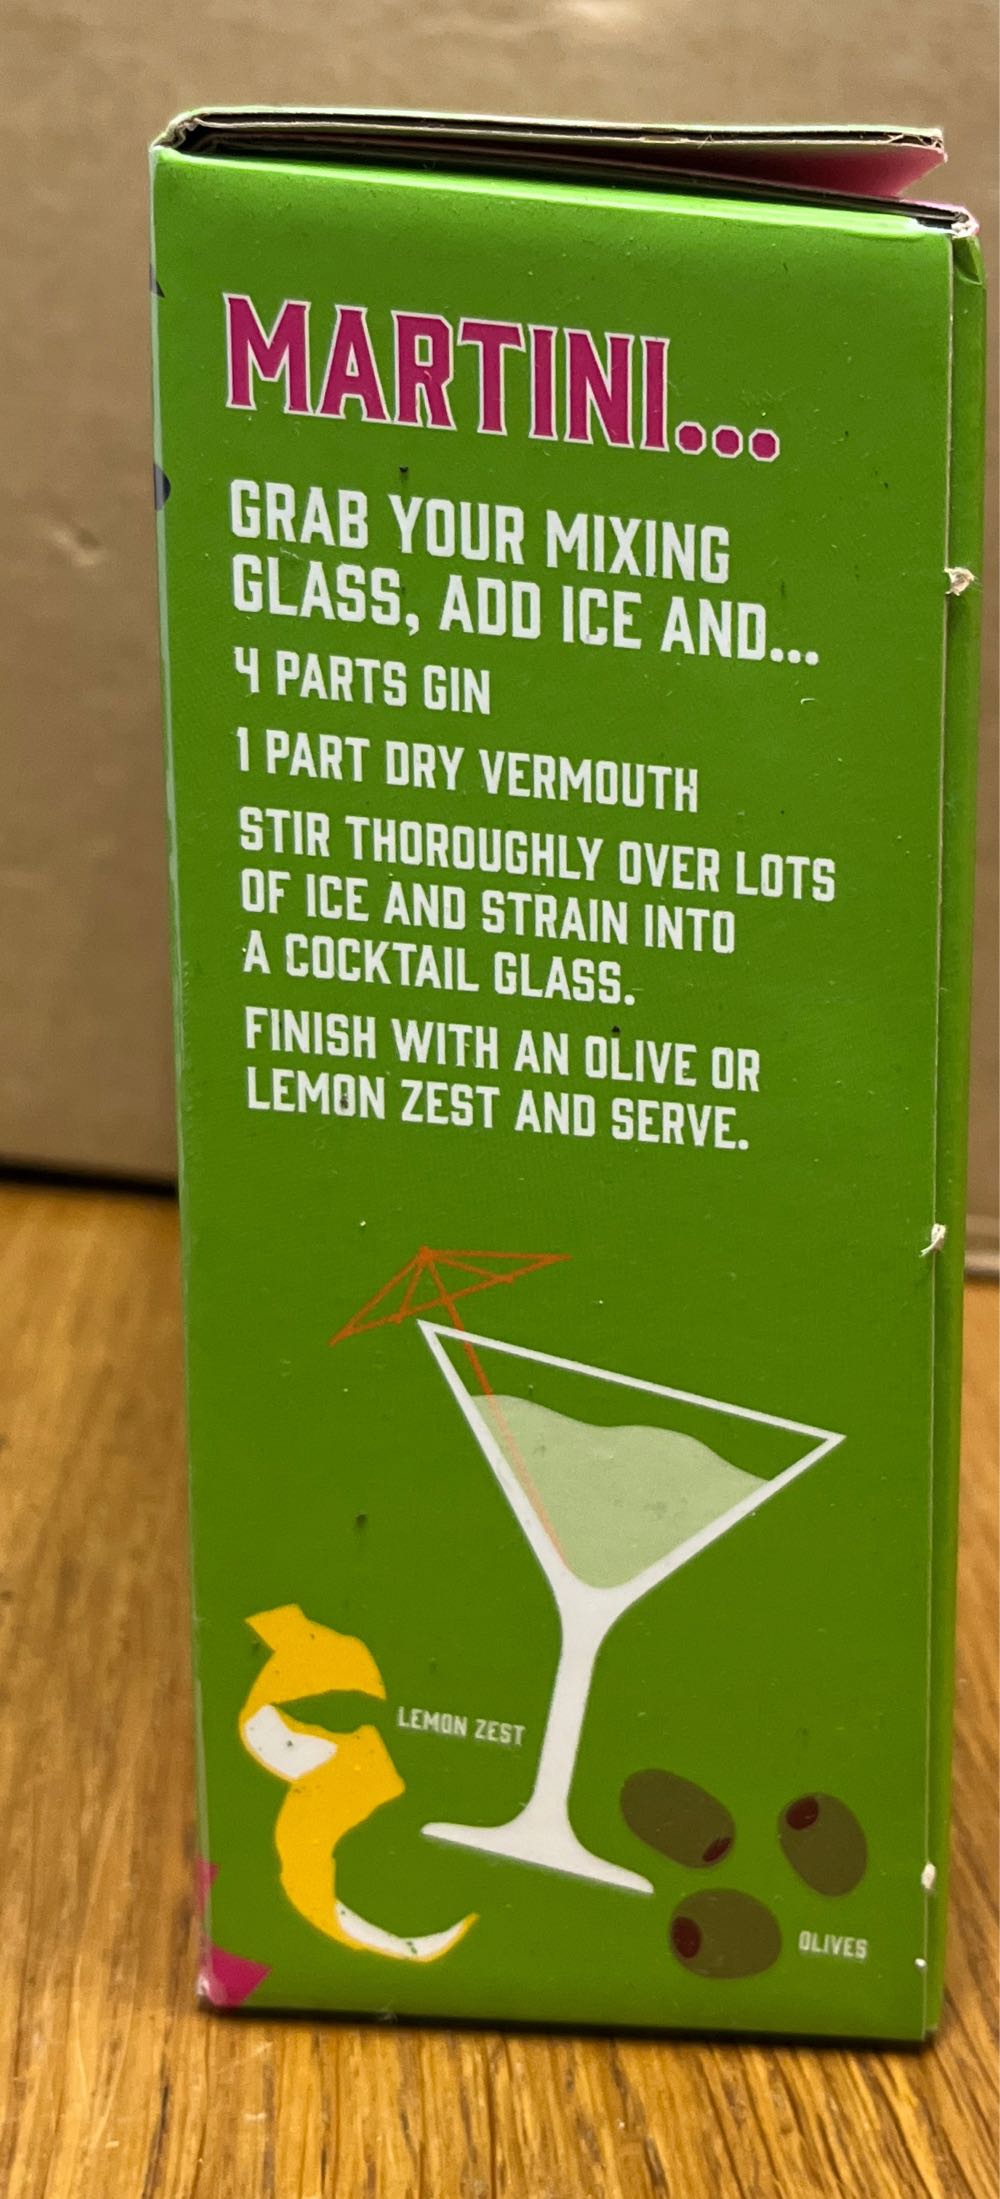 MARTINI...
GRAB YOUR MIXING
GLASS, ADD ICE AND...
4 PARTS GIN
1 PART DRY VERMOUTH
STIR THOROUGHLY OVER LOTS
OF ICE AND STRAIN INTO
A COCKTAIL GLASS.
FINISH WITH AN OLIVE OR
LEMON ZEST AND SERVE.
LEMON ZEST
OLIVES